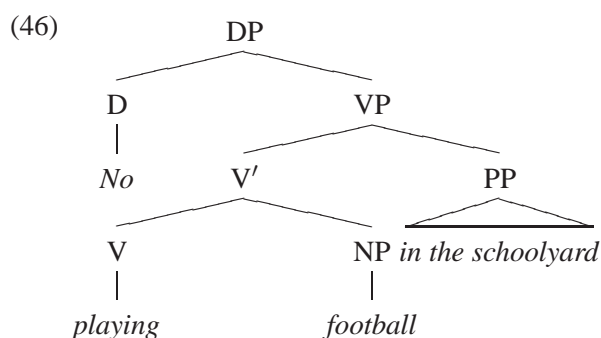 (46) DP
D VP
No V′ PP
V NP in the schoolyard
playing football